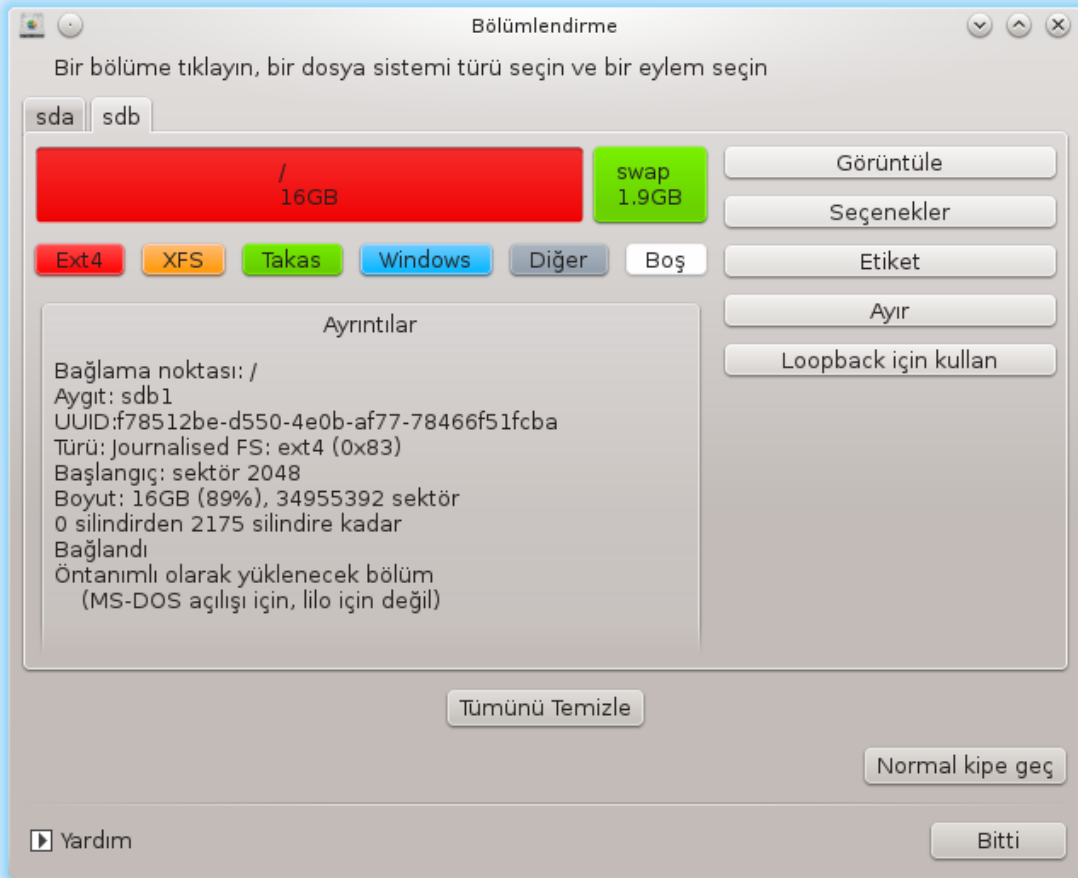 Bölümlendirme
Bir bölüme tıklayın, bir dosya sistemi türü seçin ve bir eylem seçin
sda
sdb
/
16GB
swap
1.9GB
Ext4
XFS
Takas
Windows
Diğer
Boş
Ayrıntılar
Bağlama noktası: /
Aygıt: sdb1
UUID:f78512be-d550-4e0b-af77-78466f51fcba
Türü: Journalised FS: ext4 (0x83)
Başlangıç: sektör 2048
Boyut: 16GB (89%), 34955392 sektör
0 silindirden 2175 silindire kadar
Bağlandı
Öntanımlı olarak yüklenecek bölüm
(MS-DOS açılışı için, lilo için değil)
Görüntüle
Seçenekler
Etiket
Ayır
Loopback için kullan
Tümünü Temizle
Normal kipe geç
Yardım
Bitti